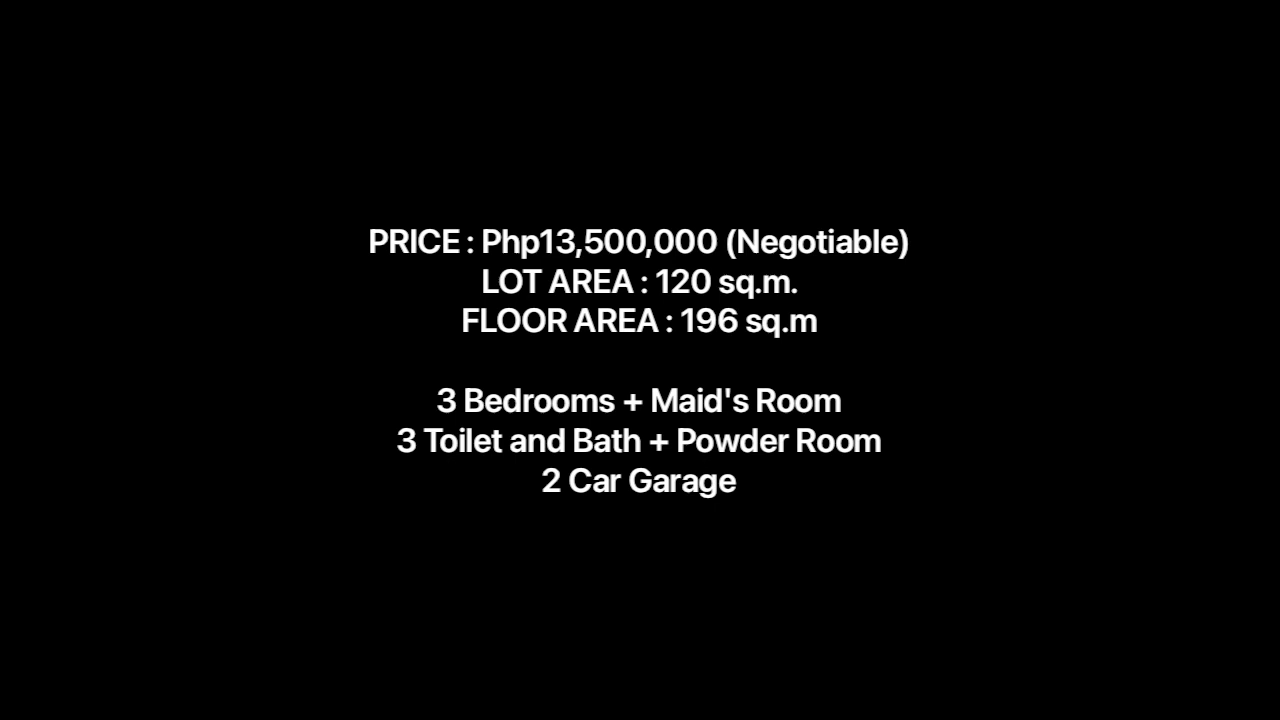 PRICE : Php13,500,000 (Negotiable)
LOT AREA : 120 sq.m.
FLOOR AREA : 196 sq.m
3 Bedrooms + Maid's Room
3 Toilet and Bath + Powder Room
2 Car Garage